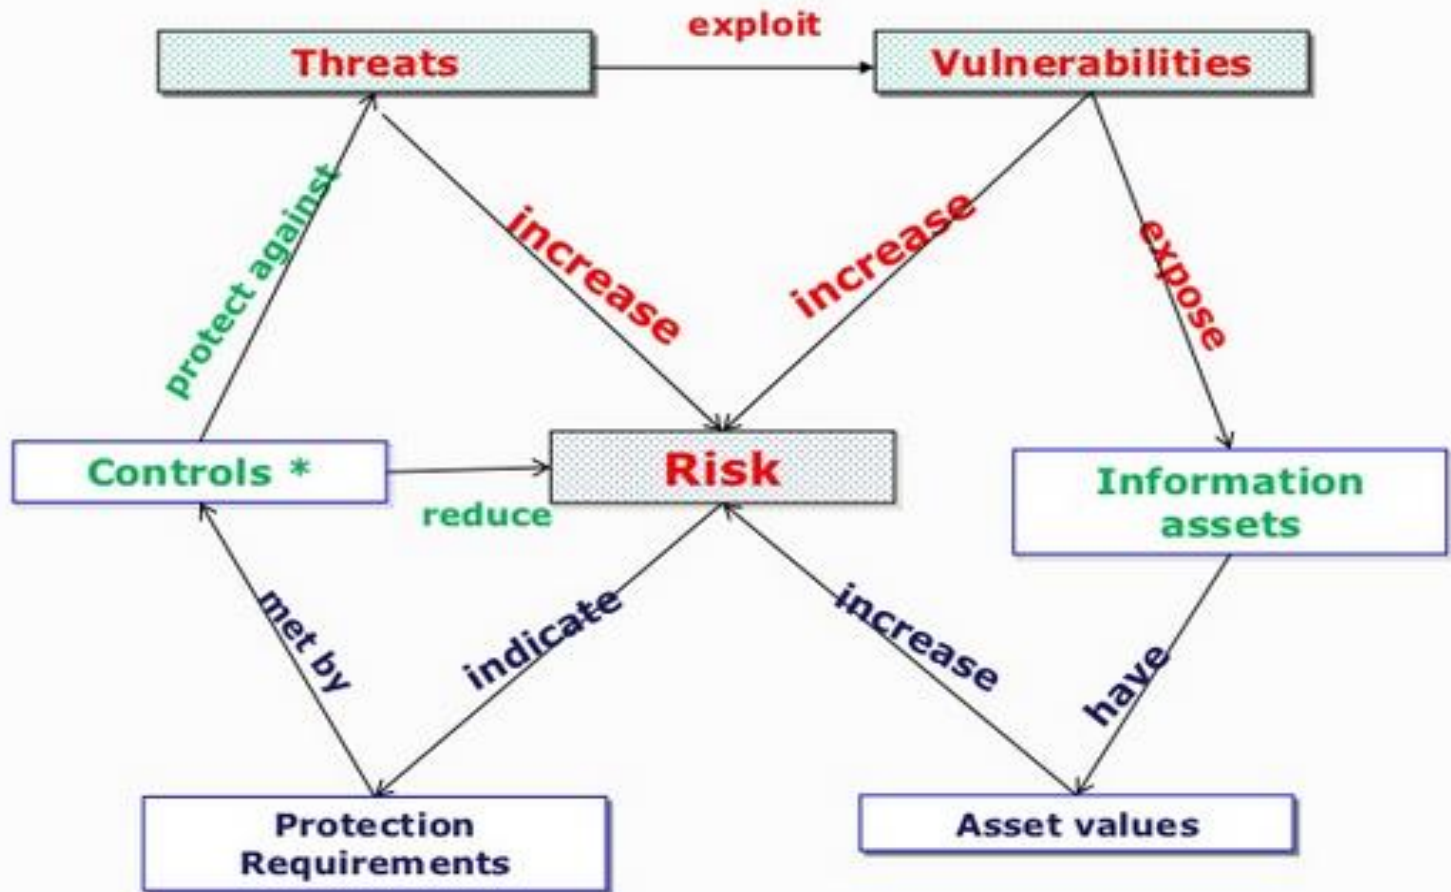 exploit
Threats
Vulnerabilities
protect against
increase
increase
expose
Controls *
reduce
Risk
Information
assets
met by
indicate
increase
have
Protection
Requirements
Asset values